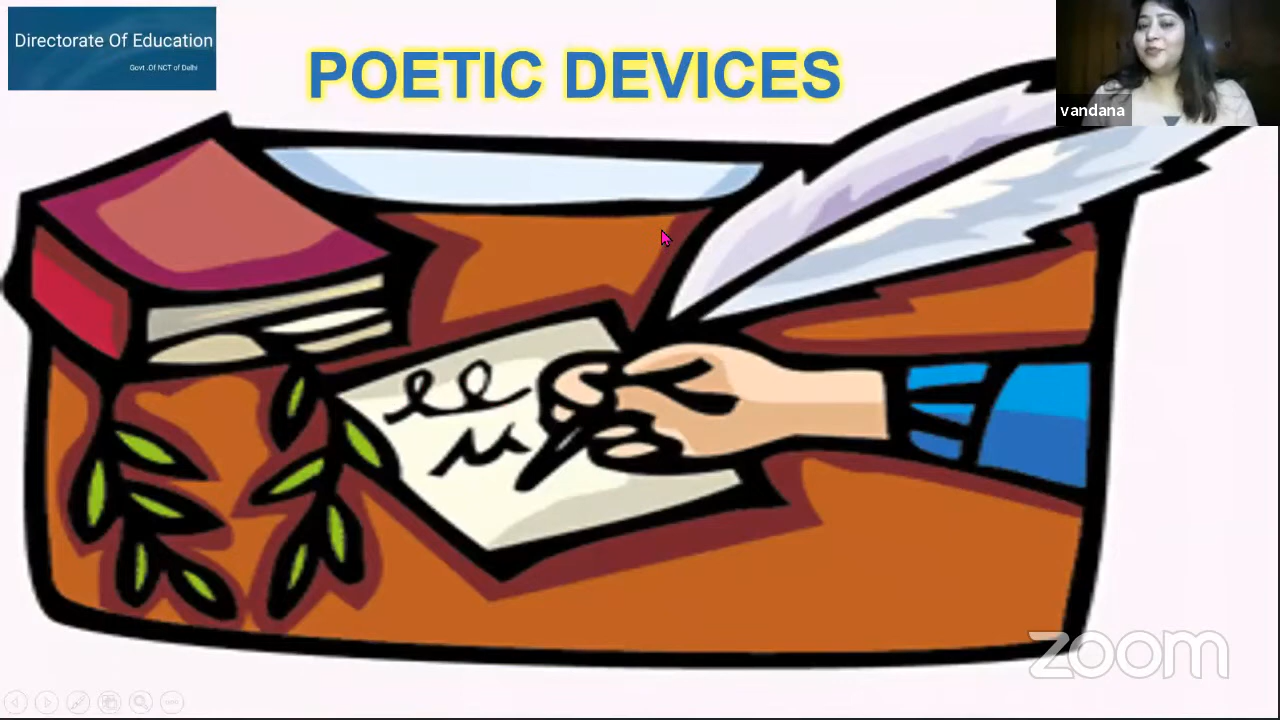 Directorate Of Education
Govt .Of NCT of Delhi
POETIC DEVICES
vandana
zoom